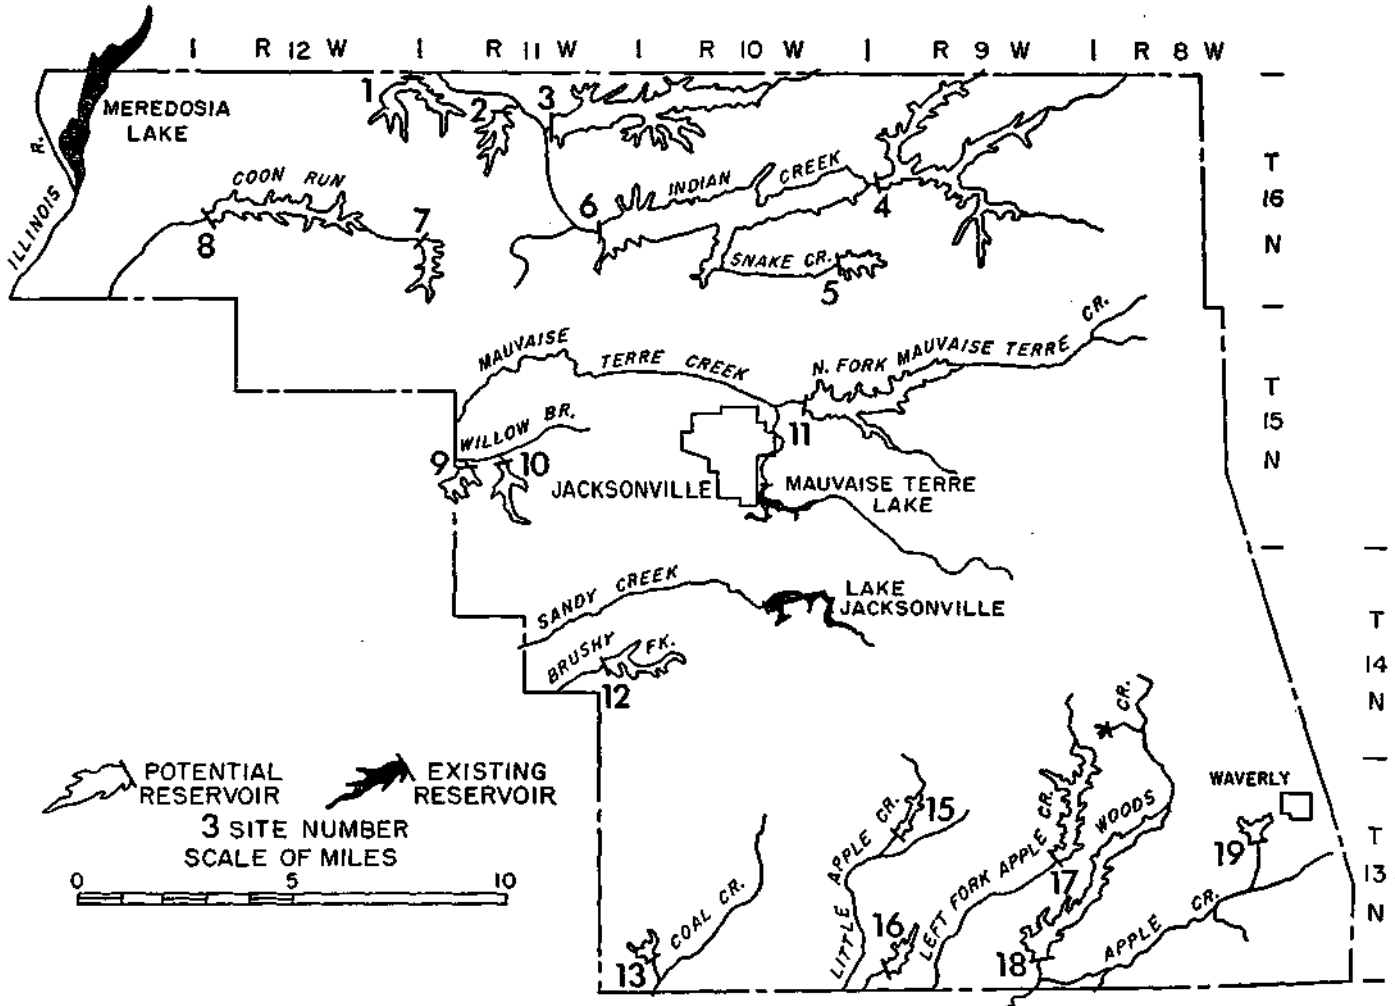 I R 12 W I R 11 W I R 10 W I R 9 W I R 8 W
MEREDOSIA
LAKE
ILLINOIS R.
1
2
3
COON RUN
8
7
6
INDIAN CREEK
4
SNAKE CR.
5
T
16
N
MAUVAISE TERRE CREEK
N. FORK MAUVAISE TERRE CR.
11
WILLOW BR.
9
10
JACKSONVILLE
MAUVAISE TERRE
LAKE
T
15
N
SANDY CREEK
LAKE
JACKSONVILLE
BRUSHY FK.
12
T
14
N
POTENTIAL
RESERVOIR
EXISTING
RESERVOIR
3 SITE NUMBER
SCALE OF MILES
0 5 10
13
COAL CR.
LITTLE APPLE CR.
15
16
LEFT FORK APPLE CR.
17
WOODS CR.
18
APPLE CR.
19
WAVERLY
T
13
N